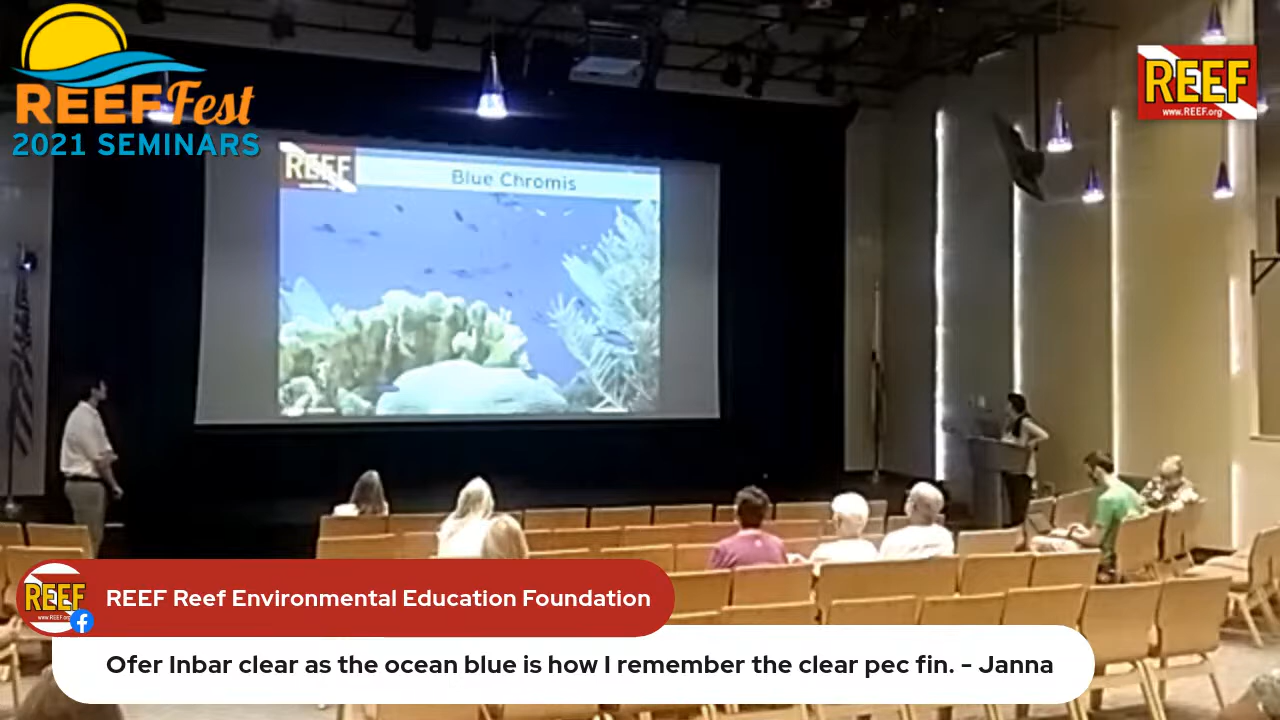 REEF Fest
2021 SEMINARS
REEF
www.REEF.org
REEF
Blue Chromis
REEF
www.REEF.org
REEF Reef Environmental Education Foundation
Ofer Inbar clear as the ocean blue is how I remember the clear pec fin. - Janna